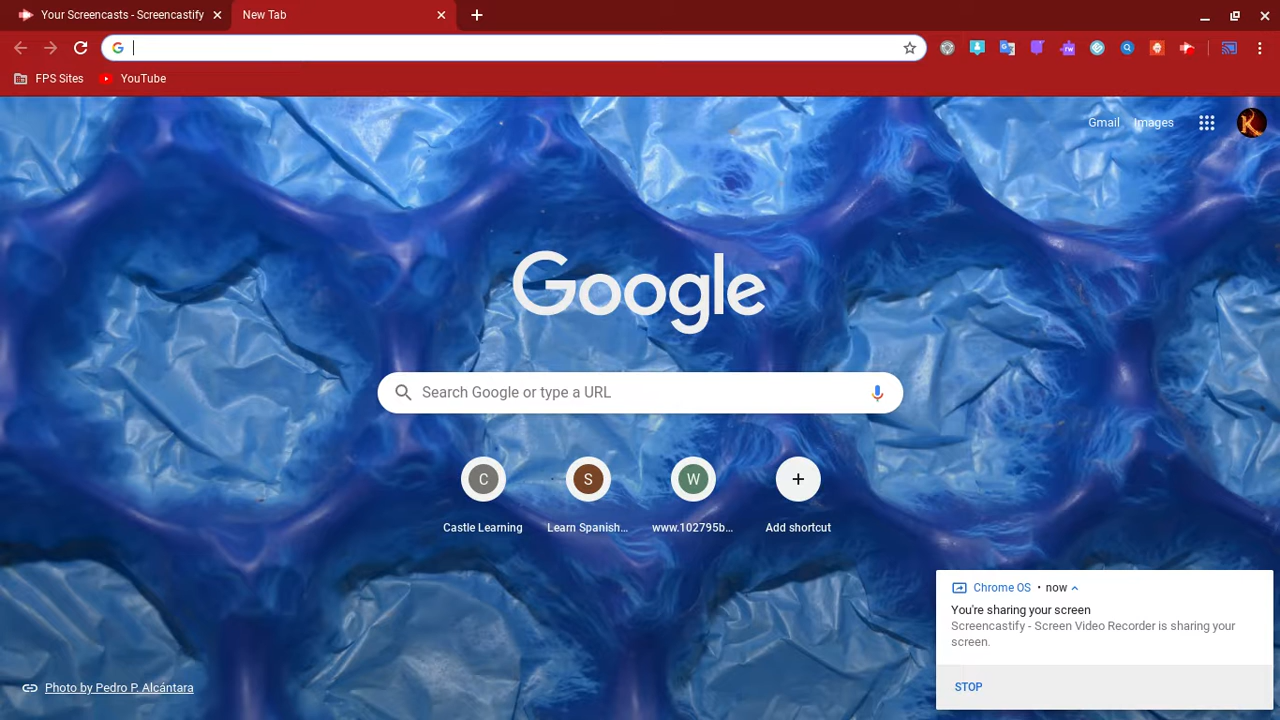 Your Screencasts - Screencastify
New Tab
FPS Sites
YouTube
Gmail
Images
K
Google
Search Google or type a URL
C
S
W
Castle Learning
Learn Spanish...
www.102795b...
Add shortcut
Chrome OS • now
You're sharing your screen
Screencastify - Screen Video Recorder is sharing your
screen.
STOP
Photo by Pedro P. Alcántara